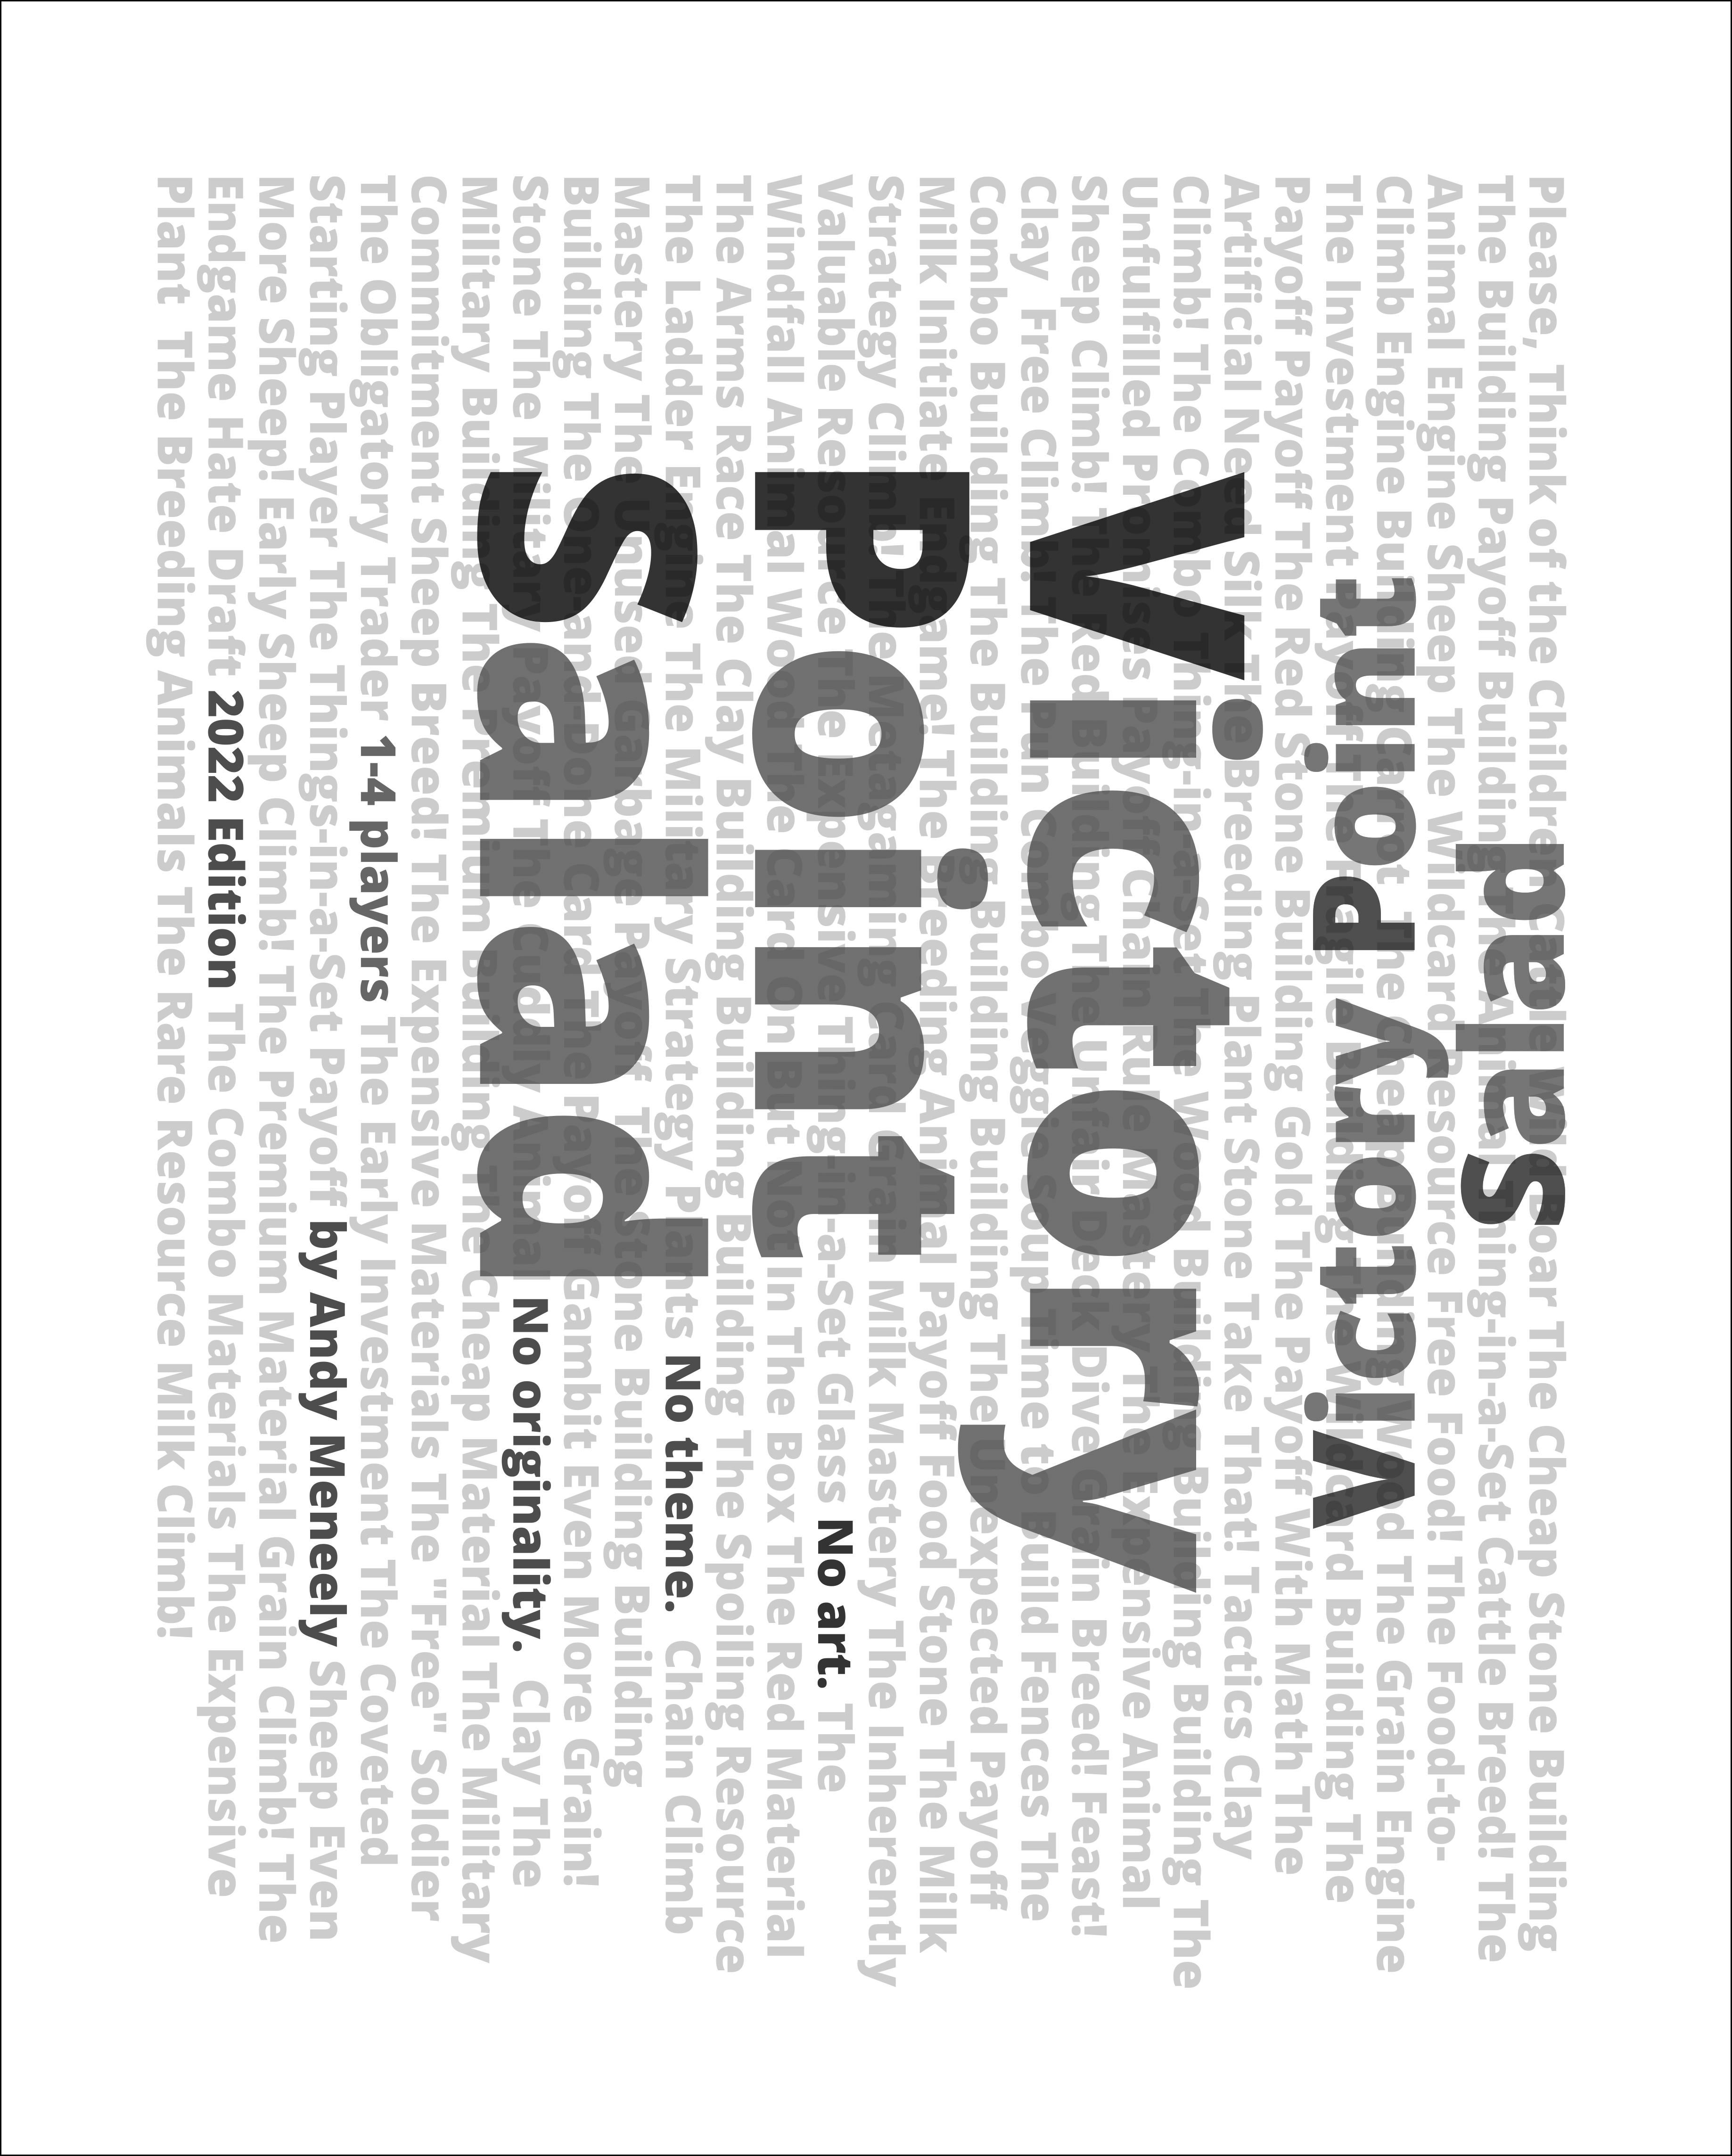 Victory
Point
Salad
Victory Point
Salad
Please, Think of the Children Boar The Cheap Stone Building
The Building Payoff Building The Animal Thing-in-a-Set Cattle Breed! The
Animal Engine Sheep The Wildcard Resource Free Food! The Food-to-
Climb Engine Building Wood The Grain Engine
The Investment Payoff The Fragile Building The Wildcard Building The
Payoff Payoff The Red Stone Building Gold The Payoff With Math The
Artificial Need Silk The Breeding Plant Stone Take That! Tactics Clay
Climb! The Combo Thing-in-a-Set The Wood Building Building Building The
Unfulfilled Promises Payoff Chain Rule Mastery The Expensive Animal
Sheep Climb! The Red Building The Unfair Deck Dive Grain Breed! Feast!
Clay Free Climb! The Pun Combo Veggie Soup Time to Build Fences The
Combo Building The Building Building Building The Unexpected Payoff
Milk Initiate Endgame! The Breeding Animal Payoff Food Stone The Milk
Strategy Climb! The Metagaming Card Grain Milk Mastery The Inherently
Valuable Resource The Expensive Thing-in-a-Set Glass No art. The
Windfall Animal Wood The Card On But Not In The Box The Red Material
The Arms Race The Clay Building Building Building The Spoiling Resource
The Ladder Engine The Military Strategy Plants No theme. Chain Climb
Mastery The Unused Garbage Payoff The Stone Building Building
Building The One-and-Done Card The Payoff Gambit Even More Grain!
Stone The Military Payoff The Cuddly Animal No originality. Clay The
Military Building The Premium Building The Cheap Material The Military
Commitment Sheep Breed! The Expensive Materials The "Free" Soldier
The Obligatory Trader 1-4 players The Early Investment The Coveted
Starting Player The Things-in-a-Set Payoff by Andy Meneely Sheep Even
More Sheep! Early Sheep Climb! The Premium Material Grain Climb! The
Endgame Hate Draft 2022 Edition The Combo Materials The Expensive
Plant The Breeding Animals The Rare Resource Milk Climb!